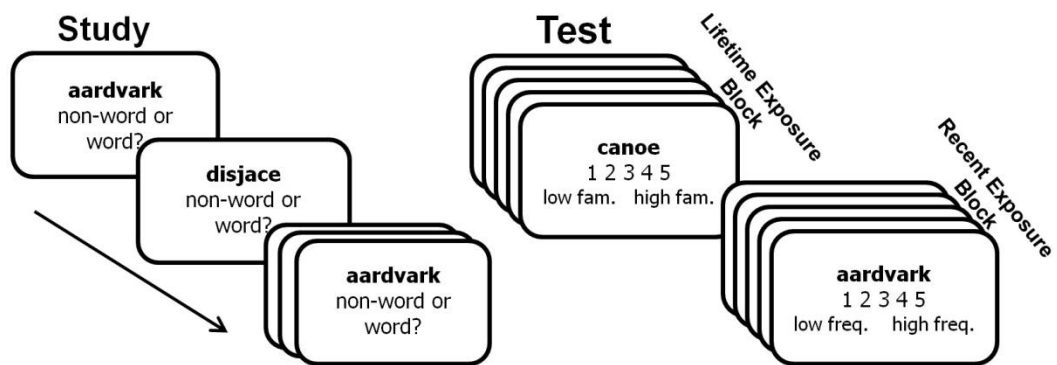 Study
aardvark
non-word or
word?
disjace
non-word or
word?
aardvark
non-word or
word?
Test
Lifetime Exposure
Block
canoe
1 2 3 4 5
low fam. high fam.
Recent Exposure
Block
aardvark
1 2 3 4 5
low freq. high freq.